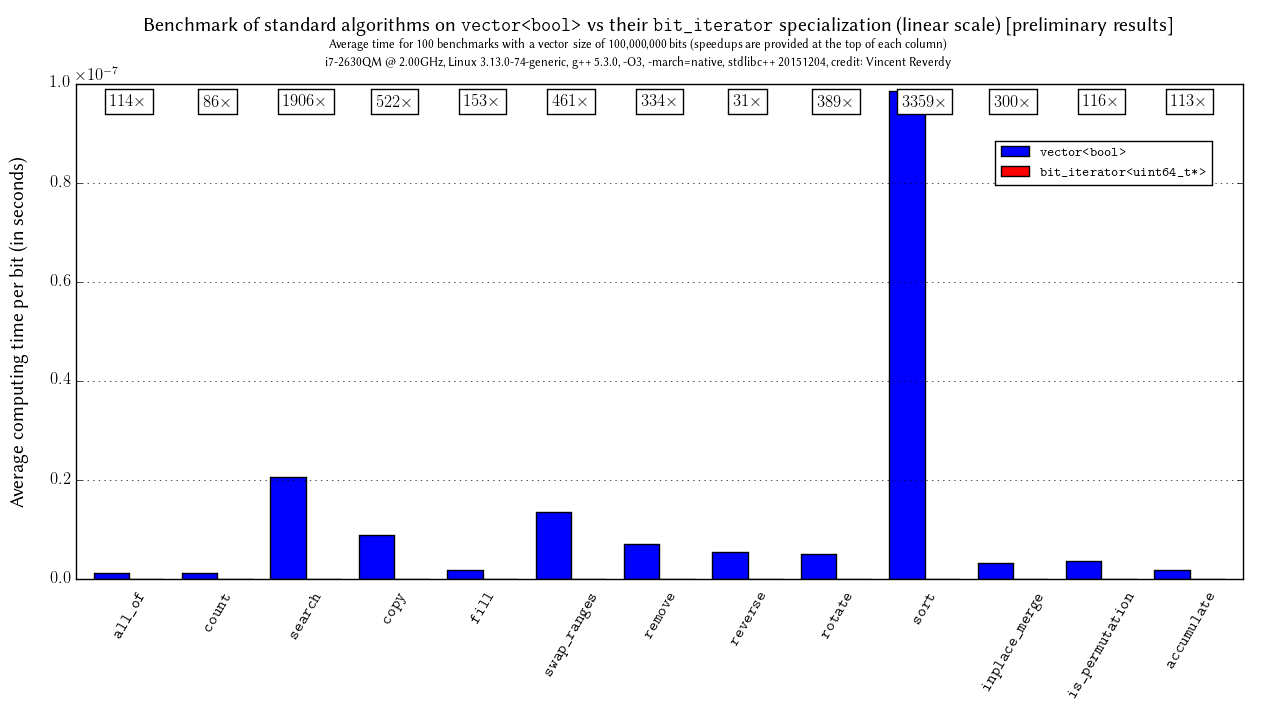 Benchmark of standard algorithms on vector<bool> vs their bit_iterator specialization (linear scale) [preliminary results]
Average time for 100 benchmarks with a vector size of 100,000,000 bits (speedups are provided at the top of each column)
i7-2630QM @ 2.00GHz, Linux 3.13.0-74-generic, g++ 5.3.0, -O3, -march=native, stdlibc++ 20151204, credit: Vincent Reverdy
×10⁻⁷
1.0
114× 86× 1906× 522× 153× 461× 334× 31× 389× 3359× 300× 116× 113×
vector<bool>
bit_iterator<uint64_t*>
0.8
0.6
0.4
0.2
0.0
Average computing time per bit (in seconds)
all_of
count
search
copy
fill
swap_ranges
remove
reverse
rotate
sort
inplace_merge
is_permutation
accumulate